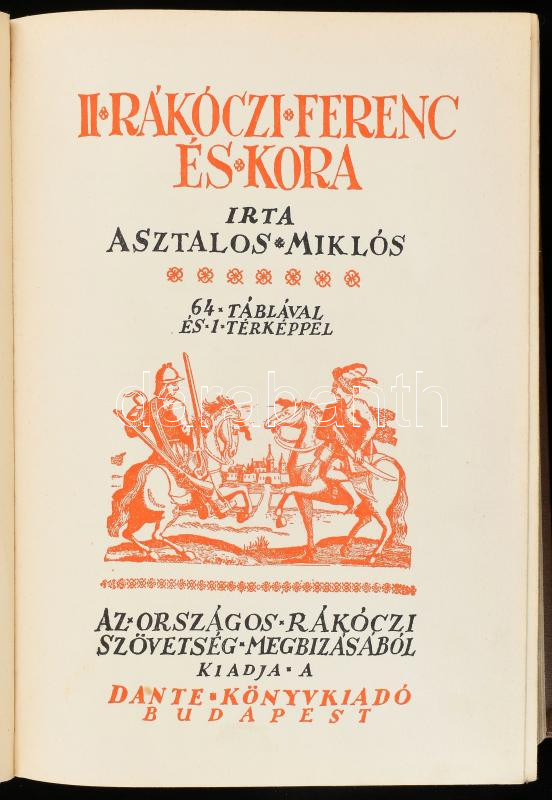 II·RÁKÓCZI·FERENC
ÉS·KORA
IRTA
ASZTALOS·MIKLÓS
64·TÁBLÁVAL
ÉS·1·TÉRKÉPPEL
darabanth
AZ·ORSZÁGOS·RÁKÓCZI
SZÖVETSÉG·MEGBIZÁSÁBÓL
KIADJA·A
DANTE·KÖNYVKIADÓ
BUDAPEST